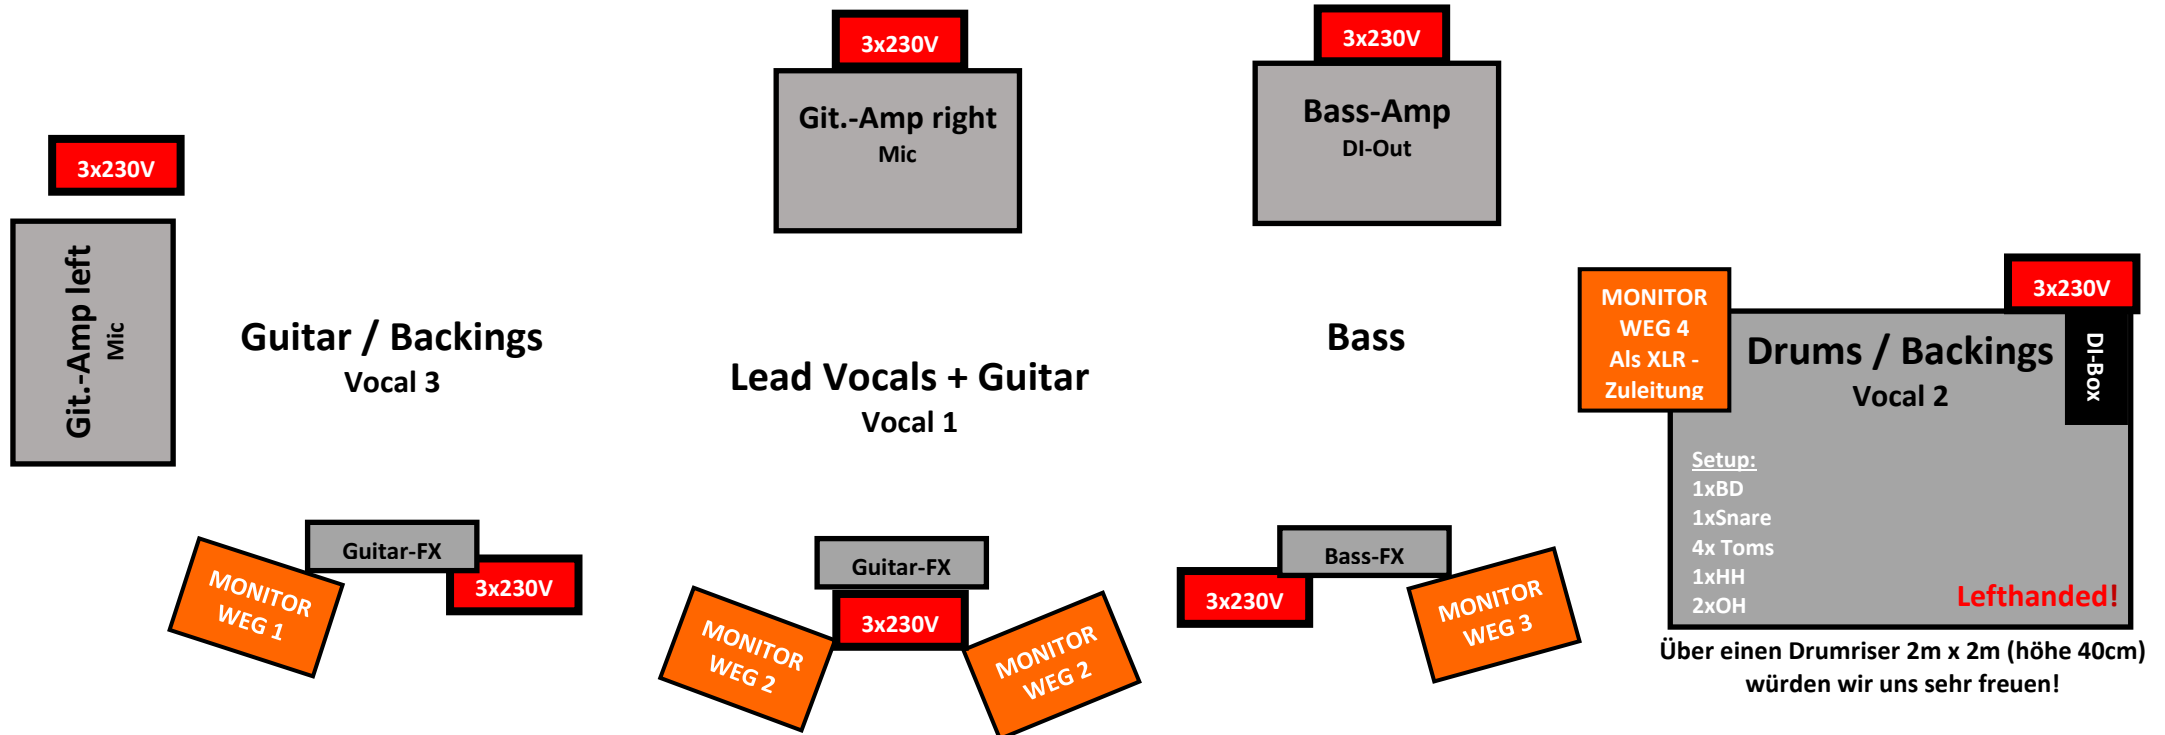 3x230V
Git.-Amp left
Mic
Guitar / Backings
Vocal 3
Guitar-FX
3x230V
MONITOR
WEG 1
3x230V
Git.-Amp right
Mic
Lead Vocals + Guitar
Vocal 1
Guitar-FX
3x230V
MONITOR
WEG 2
MONITOR
WEG 2
3x230V
Bass-Amp
DI-Out
Bass
Bass-FX
3x230V
MONITOR
WEG 3
MONITOR
WEG 4
Als XLR -
Zuleitung
3x230V
DI-Box
Drums / Backings
Vocal 2
Setup:
1xBD
1xSnare
4x Toms
1xHH
2xOH
Lefthanded!
Über einen Drumriser 2m x 2m (höhe 40cm)
würden wir uns sehr freuen!